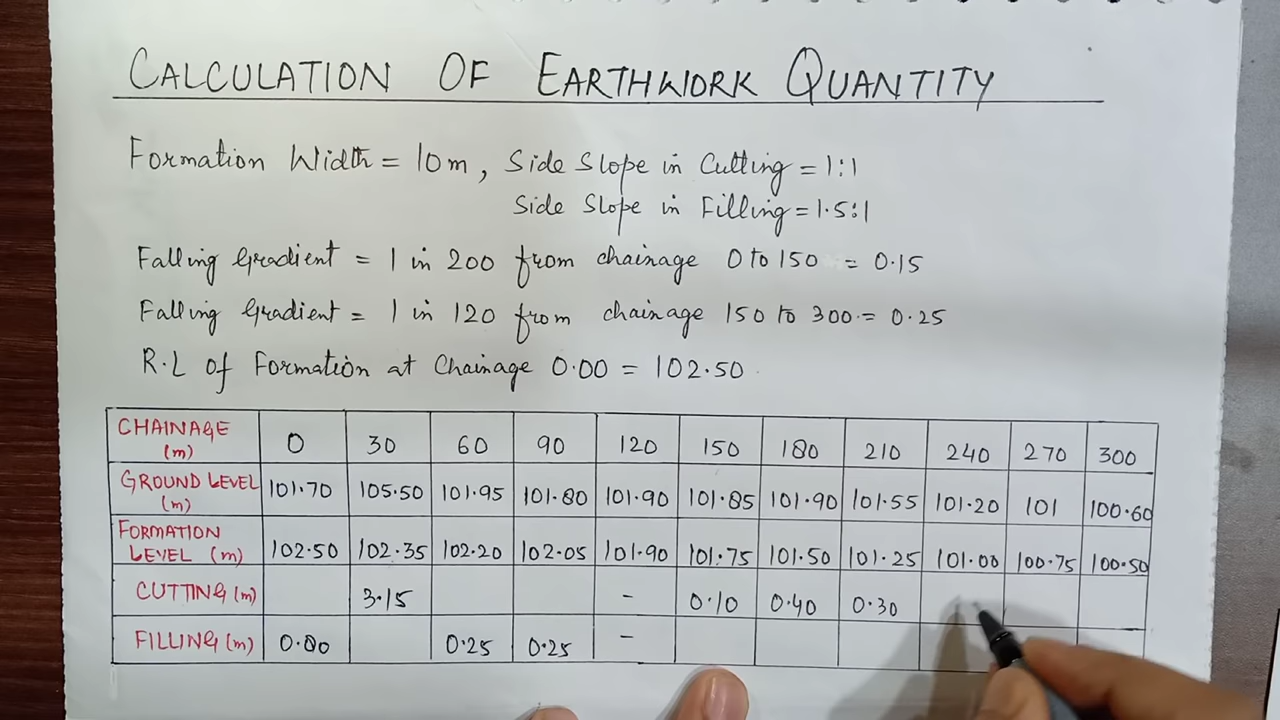 CALCULATION OF EARTHWORK QUANTITY
Formation Width = 10m, Side Slope in Cutting = 1:1
Side Slope in Filling = 1.5:1
Falling Gradient = 1 in 200 from chainage 0 to 150 = 0.15
Falling Gradient = 1 in 120 from chainage 150 to 300 = 0.25
R.L of Formation at Chainage 0.00 = 102.50
CHAINAGE (m) 0 30 60 90 120 150 180 210 240 270 300
GROUND LEVEL (m) 101.70 105.50 101.95 101.80 101.90 101.85 101.90 101.55 101.20 101 100.60
FORMATION LEVEL (m) 102.50 102.35 102.20 102.05 101.90 101.75 101.50 101.25 101.00 100.75 100.50
CUTTING (m) 3.15 - 0.10 0.40 0.30
FILLING (m) 0.80 0.25 0.25 -